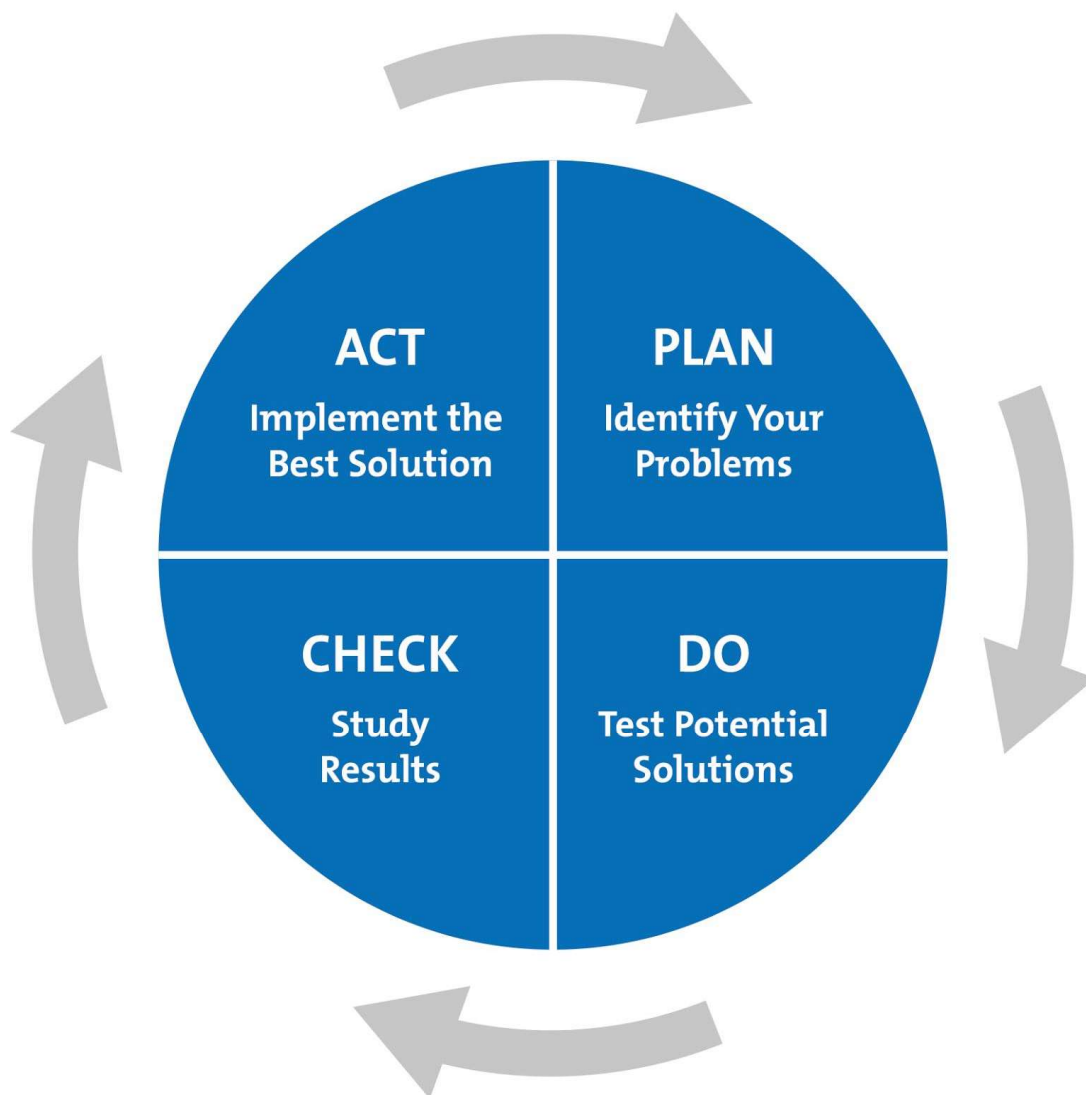 ACT
Implement the
Best Solution
PLAN
Identify Your
Problems
CHECK
Study
Results
DO
Test Potential
Solutions